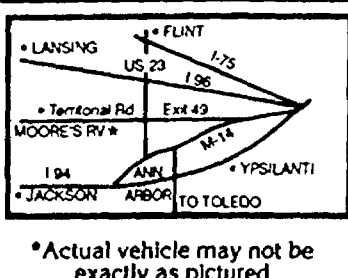 • FLINT
• LANSING
I-75
US 23
I 96
• Territorial Rd Exit 49
MOORE'S RV ★
M-14
• YPSILANTI
I 94
ANN
• JACKSON ARBOR TO TOLEDO
*Actual vehicle may not be
exactly as pictured